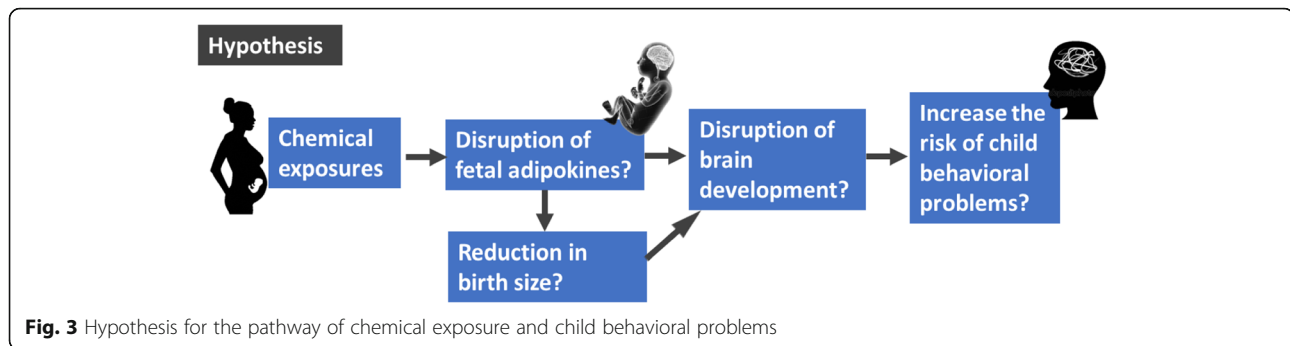 Hypothesis
Chemical
exposures
Disruption of
fetal adipokines?
Reduction in
birth size?
Disruption of
brain
development?
Increase the
risk of child
behavioral
problems?
Fig. 3 Hypothesis for the pathway of chemical exposure and child behavioral problems